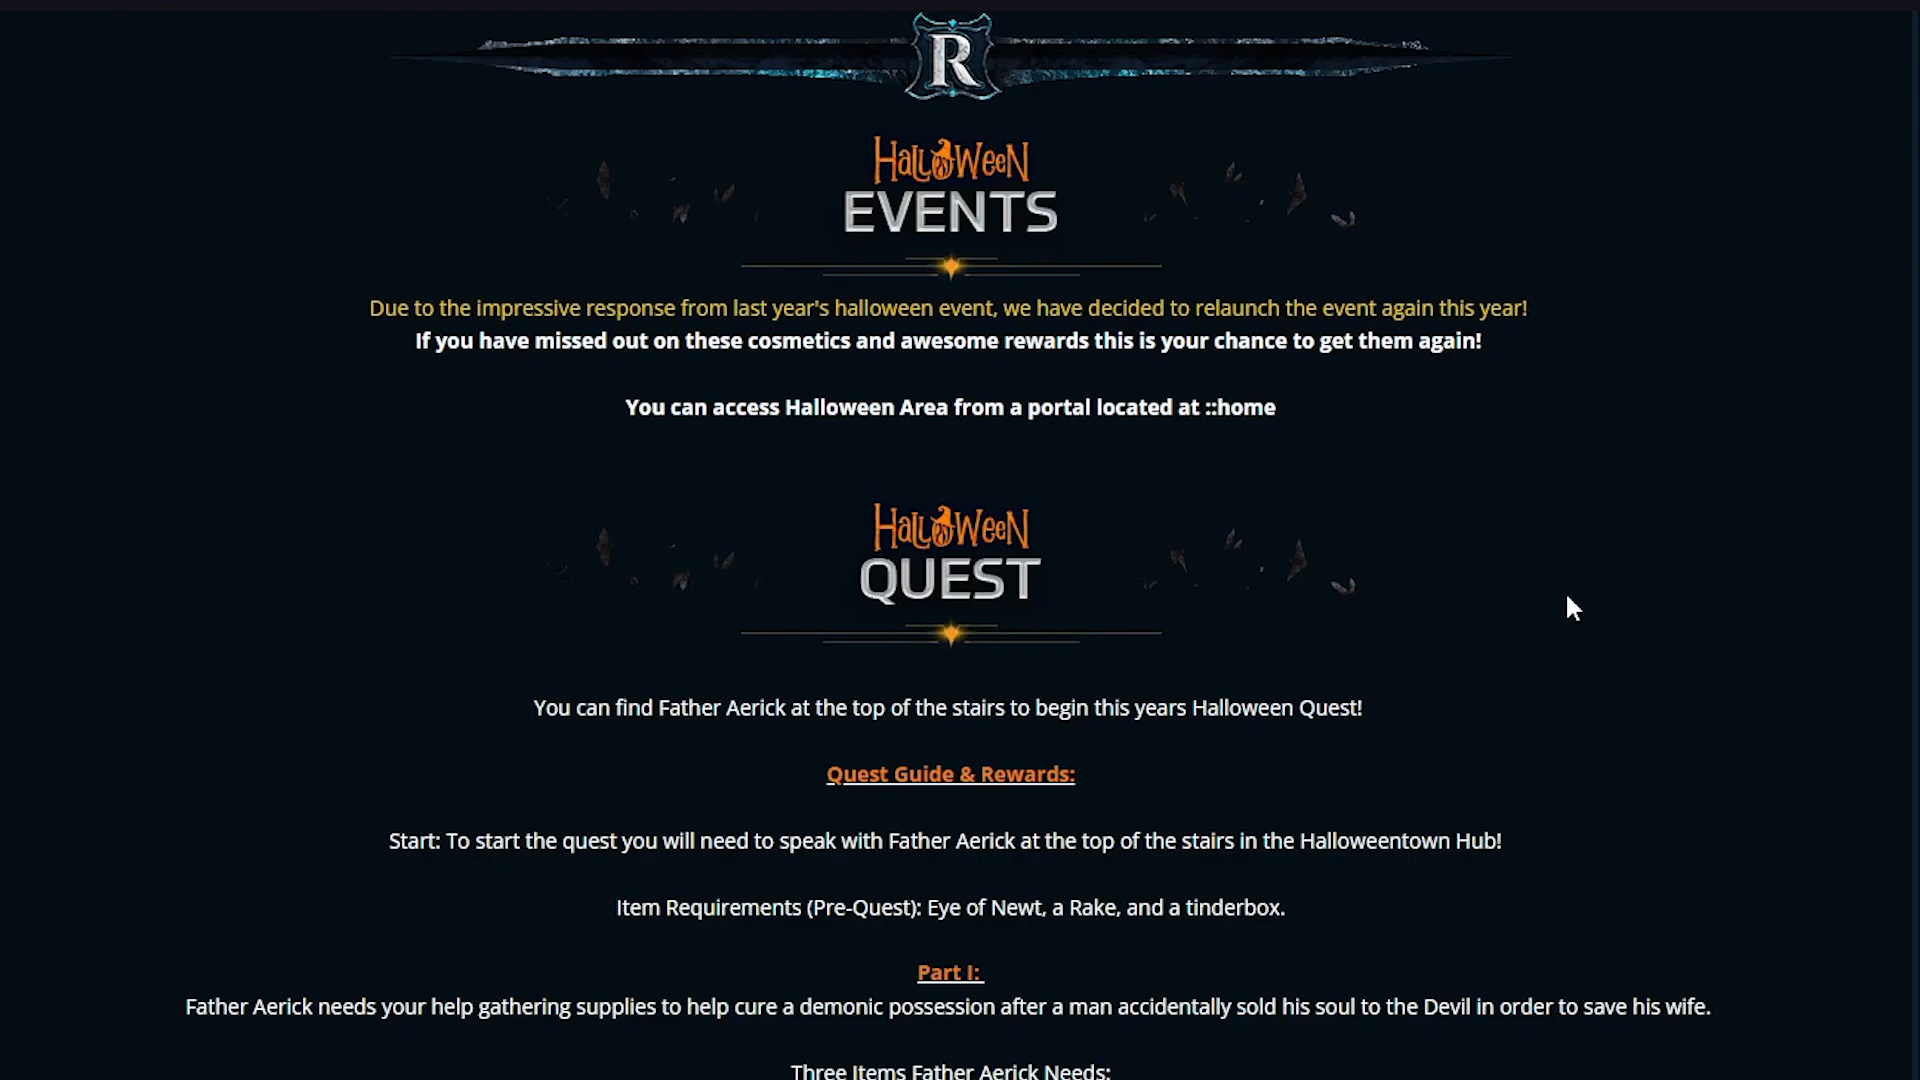 R
Halloween
EVENTS
Due to the impressive response from last year's halloween event, we have decided to relaunch the event again this year!
If you have missed out on these cosmetics and awesome rewards this is your chance to get them again!
You can access Halloween Area from a portal located at ::home
Halloween
QUEST
You can find Father Aerick at the top of the stairs to begin this years Halloween Quest!
Quest Guide & Rewards:
Start: To start the quest you will need to speak with Father Aerick at the top of the stairs in the Halloweentown Hub!
Item Requirements (Pre-Quest): Eye of Newt, a Rake, and a tinderbox.
Part I:
Father Aerick needs your help gathering supplies to help cure a demonic possession after a man accidentally sold his soul to the Devil in order to save his wife.
Three Items Father Aerick Needs: